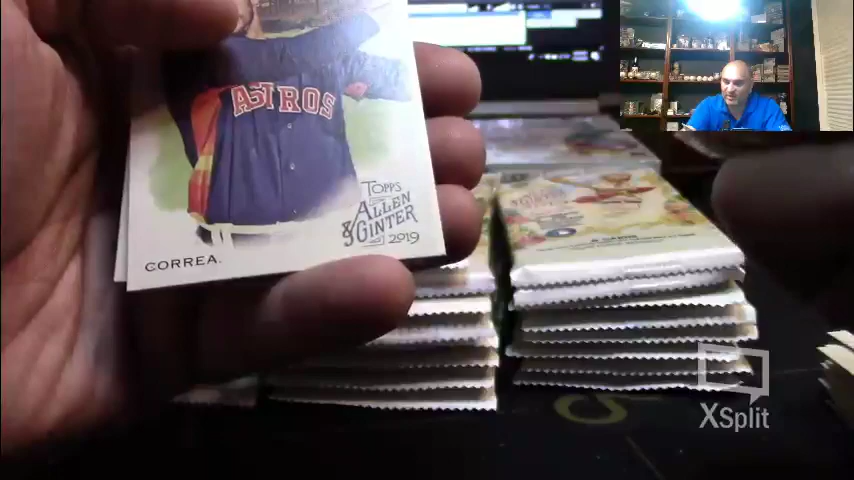 ASTROS
TOPPS
ALLEN
& GINTER
2019
CORREA.
XSplit